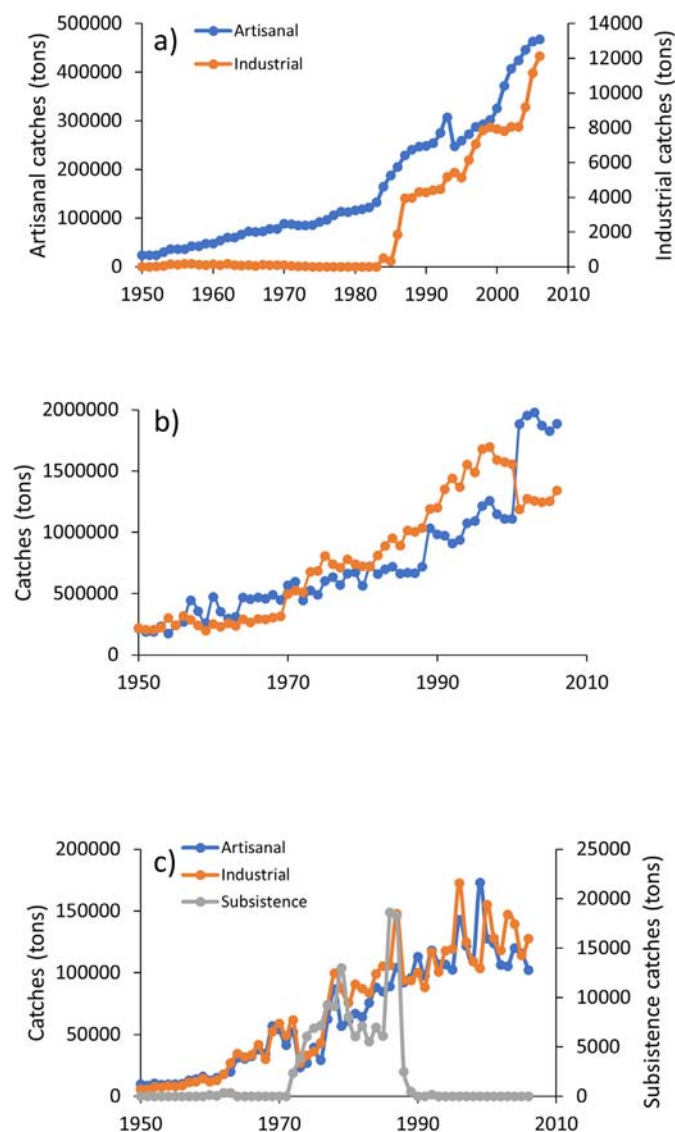 a)
Artisanal
Industrial
Artisanal catches (tons)
500000
400000
300000
200000
100000
0
Industrial catches (tons)
14000
12000
10000
8000
6000
4000
2000
0
1950 1960 1970 1980 1990 2000 2010
b)
Catches (tons)
2000000
1500000
1000000
500000
0
1950 1970 1990 2010
c)
Artisanal
Industrial
Subsistence
Catches (tons)
200000
150000
100000
50000
0
Subsistence catches (tons)
25000
20000
15000
10000
5000
0
1950 1970 1990 2010